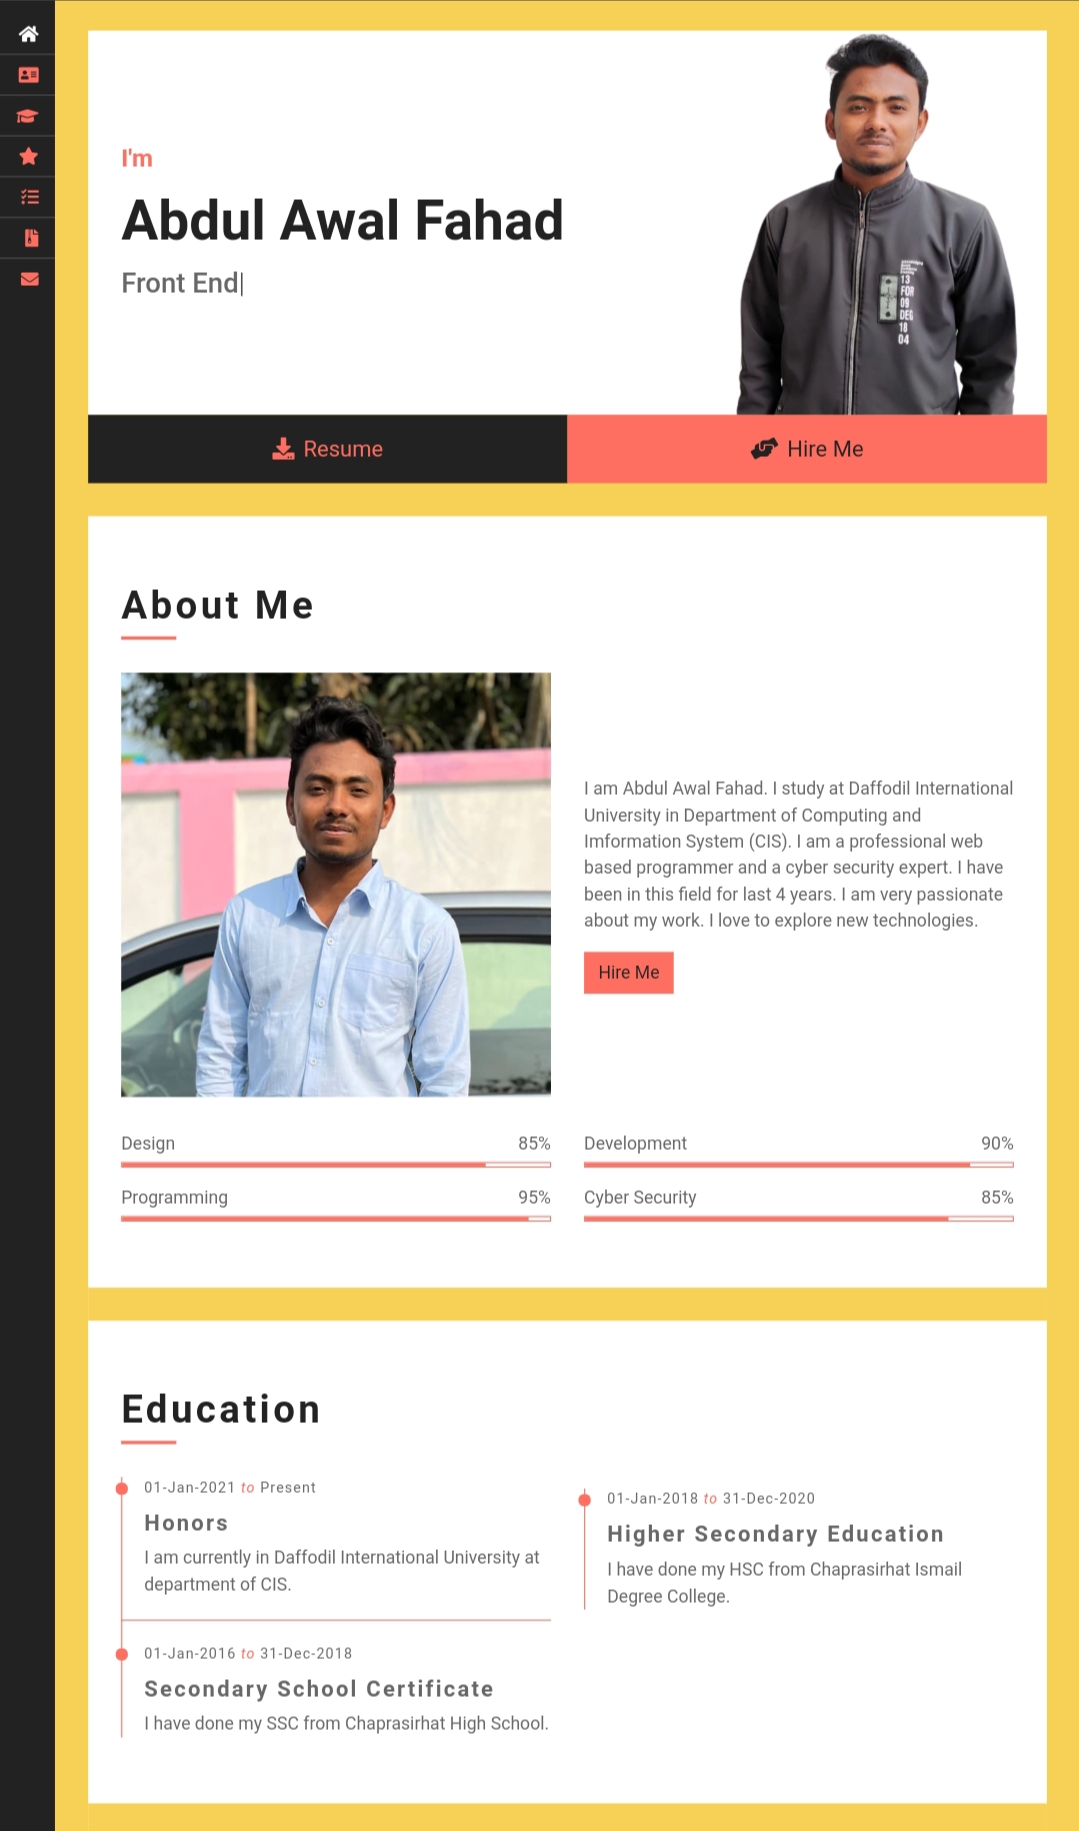 I'm
Abdul Awal Fahad
Front End|
13
FOR
09
DEG
18
04
Resume
Hire Me
About Me
I am Abdul Awal Fahad. I study at Daffodil International
University in Department of Computing and
Imformation System (CIS). I am a professional web
based programmer and a cyber security expert. I have
been in this field for last 4 years. I am very passionate
about my work. I love to explore new technologies.
Hire Me
Design 85%
Development 90%
Programming 95%
Cyber Security 85%
Education
01-Jan-2021 to Present
Honors
I am currently in Daffodil International University at
department of CIS.
01-Jan-2018 to 31-Dec-2020
Higher Secondary Education
I have done my HSC from Chaprasirhat Ismail
Degree College.
01-Jan-2016 to 31-Dec-2018
Secondary School Certificate
I have done my SSC from Chaprasirhat High School.